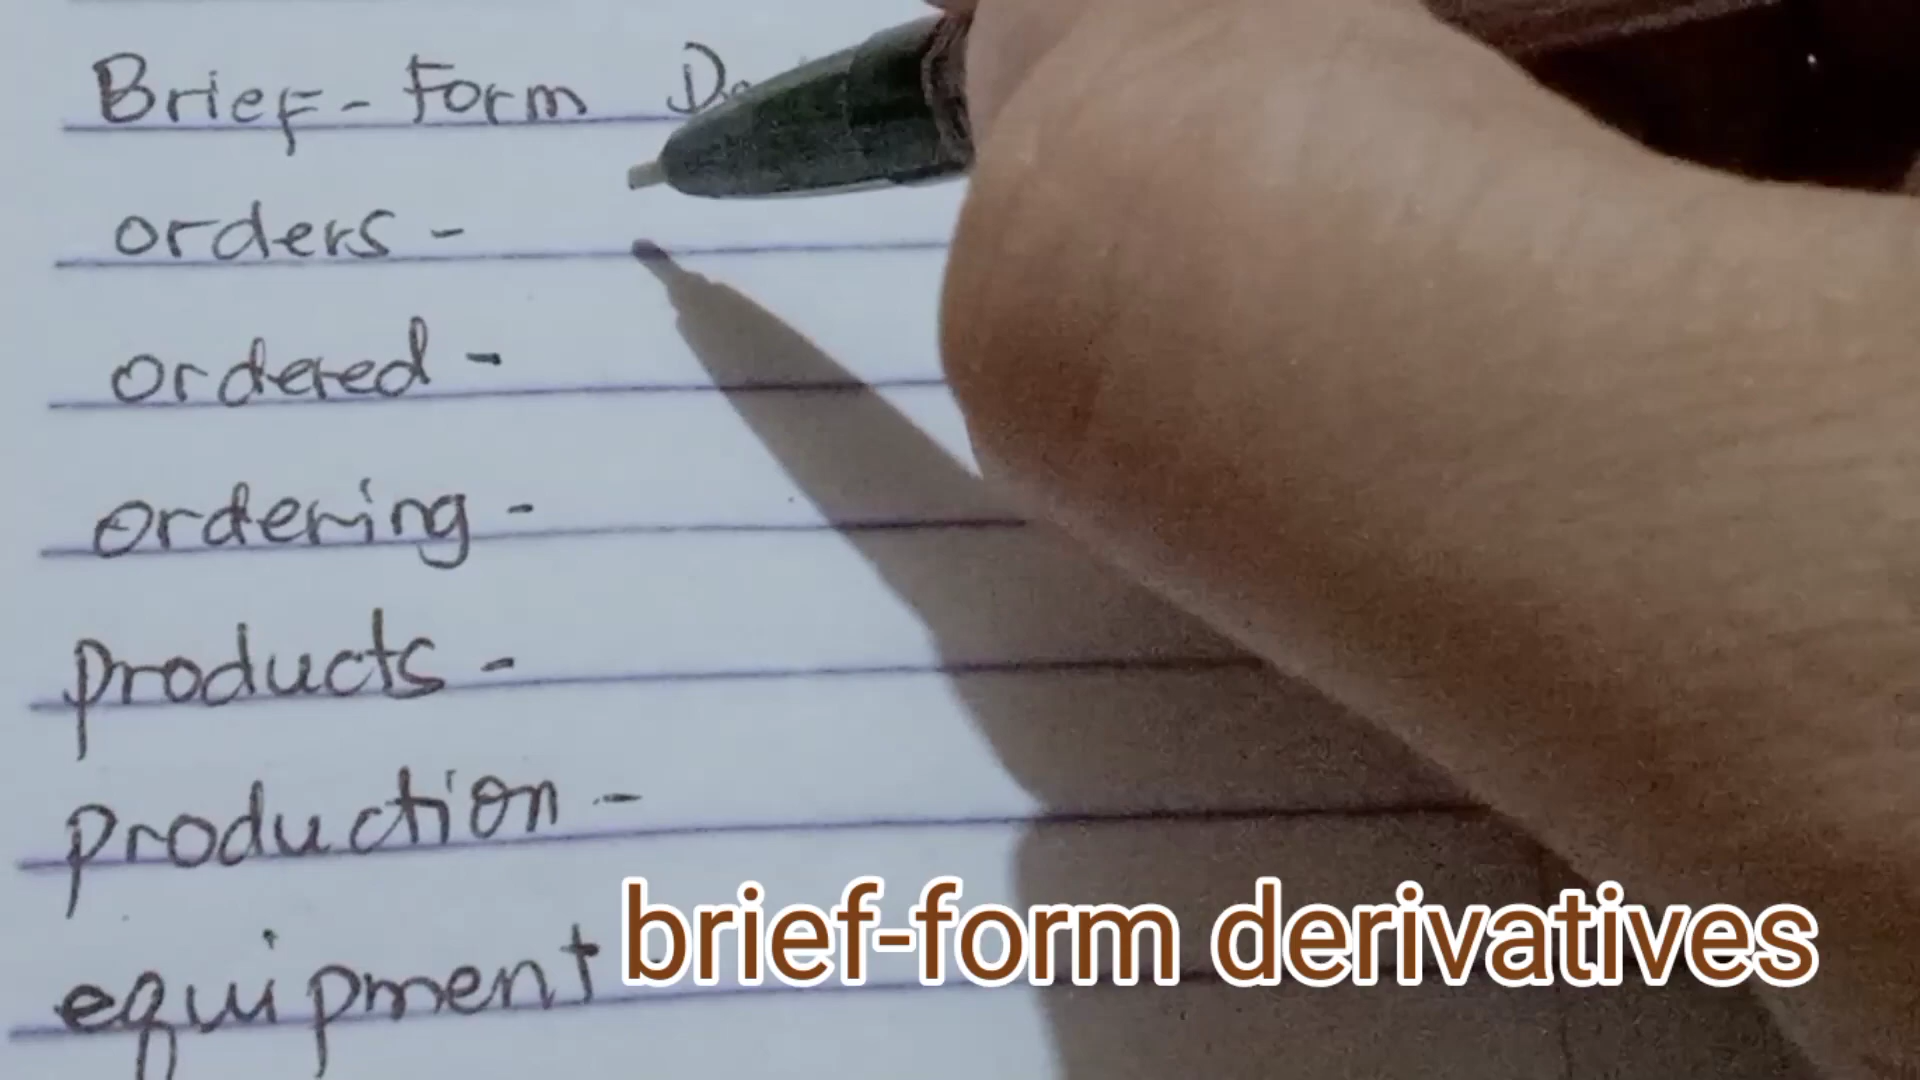 Brief-Form
orders -
ordered -
ordering -
products -
production -
equipment
brief-form derivatives